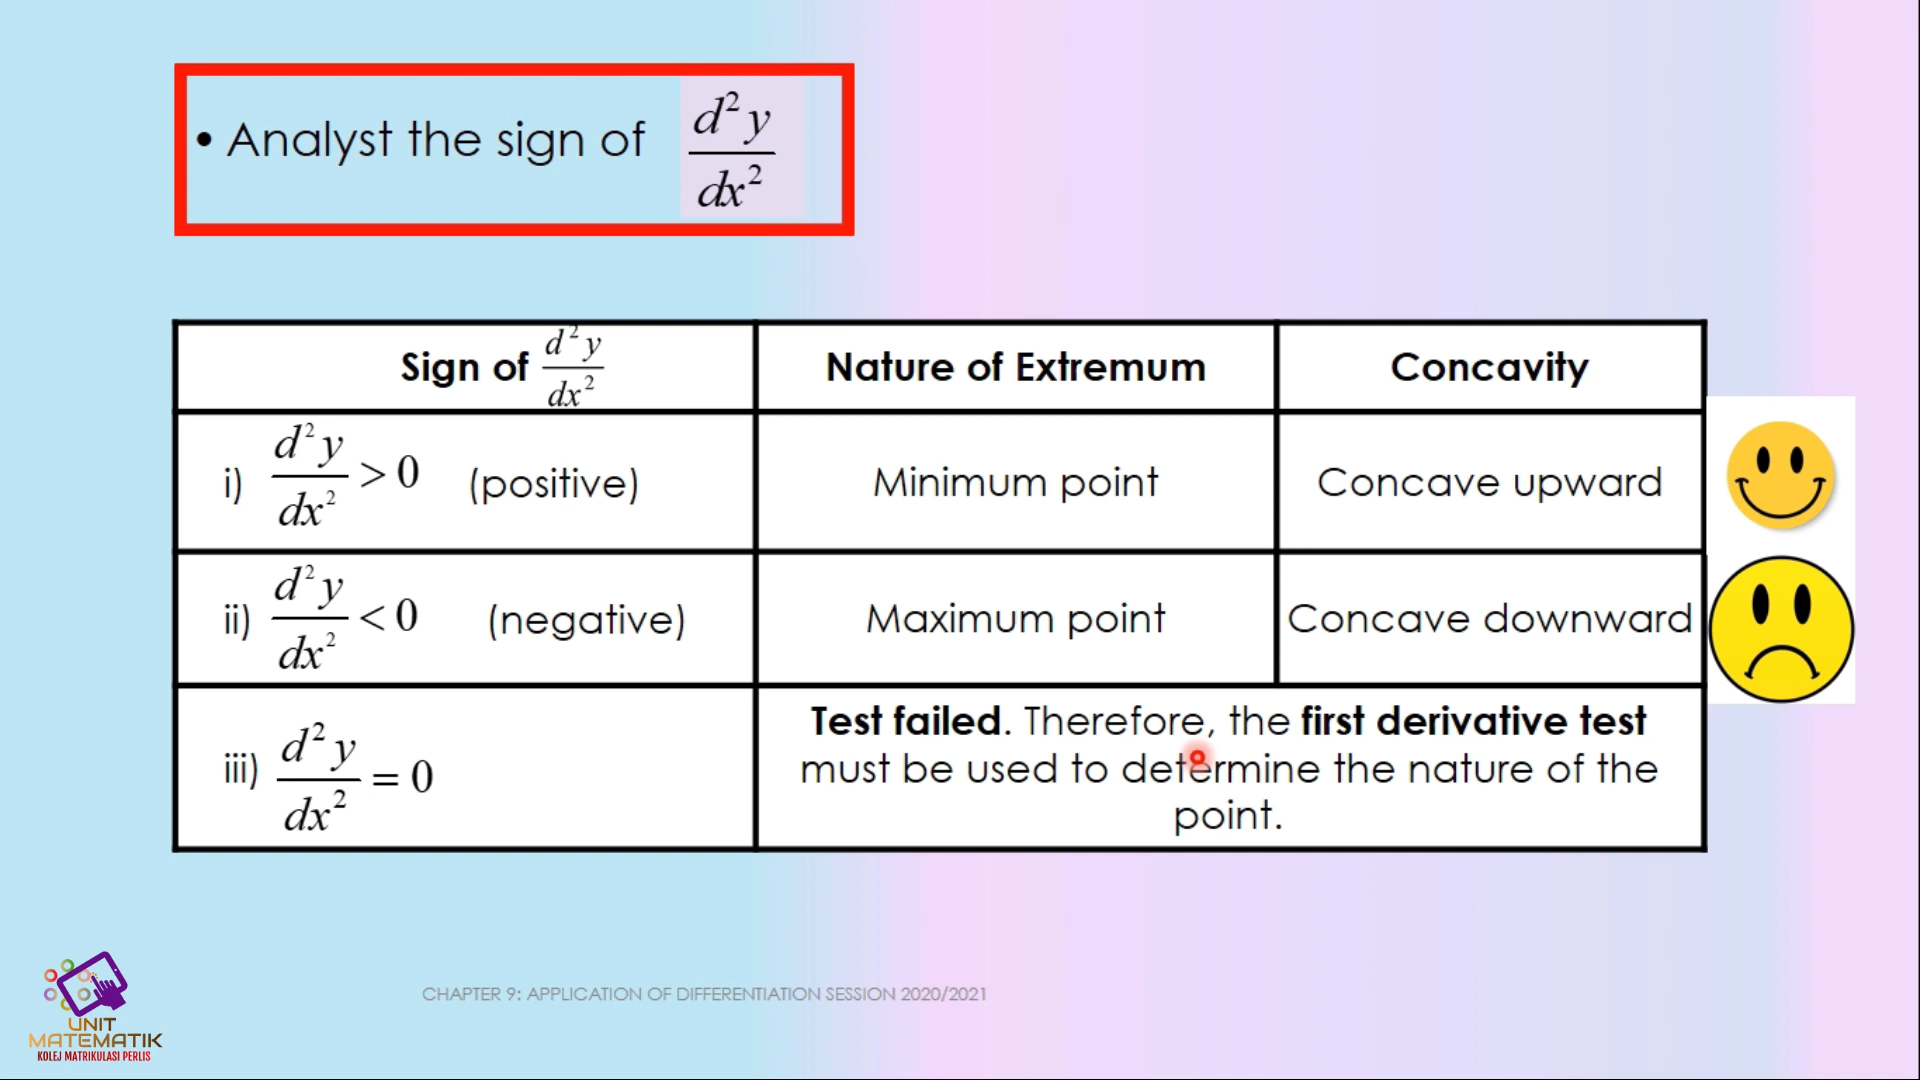 • Analyst the sign of d²y/dx²
Sign of d²y/dx² Nature of Extremum Concavity
i) d²y/dx² > 0 (positive) Minimum point Concave upward
ii) d²y/dx² < 0 (negative) Maximum point Concave downward
iii) d²y/dx² = 0
Test failed. Therefore, the first derivative test
must be used to determine the nature of the
point.
CHAPTER 9: APPLICATION OF DIFFERENTIATION SESSION 2020/2021
UNIT
MATEMATIK
KOLEJ MATRIKULASI PERLIS